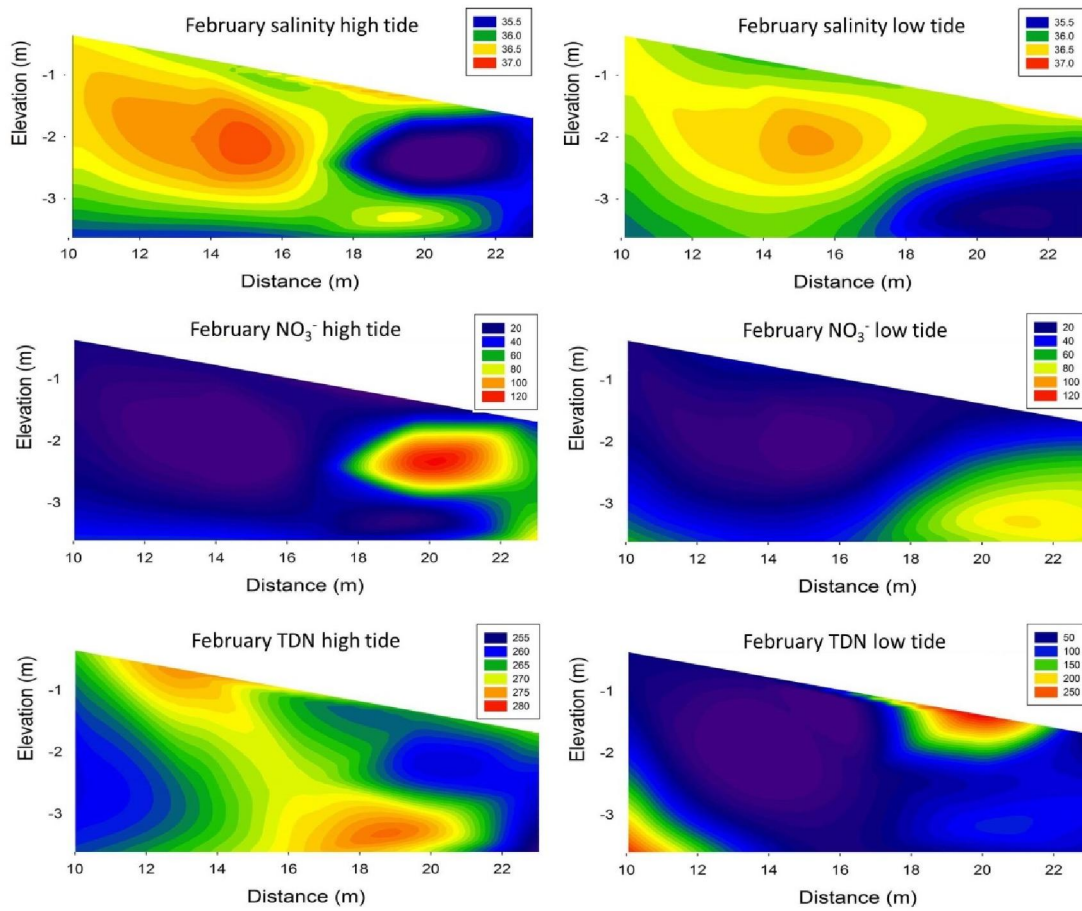 February salinity high tide
35.5
36.0
36.5
37.0
Elevation (m)
-1
-2
-3
10 12 14 16 18 20 22
Distance (m)
February salinity low tide
35.5
36.0
36.5
37.0
Elevation (m)
-1
-2
-3
10 12 14 16 18 20 22
Distance (m)
February NO₃⁻ high tide
20
40
60
80
100
120
Elevation (m)
-1
-2
-3
10 12 14 16 18 20 22
Distance (m)
February NO₃⁻ low tide
20
40
60
80
100
120
Elevation (m)
-1
-2
-3
10 12 14 16 18 20 22
Distance (m)
February TDN high tide
255
260
265
270
275
280
Elevation (m)
-1
-2
-3
10 12 14 16 18 20 22
Distance (m)
February TDN low tide
50
100
150
200
250
Elevation (m)
-1
-2
-3
10 12 14 16 18 20 22
Distance (m)